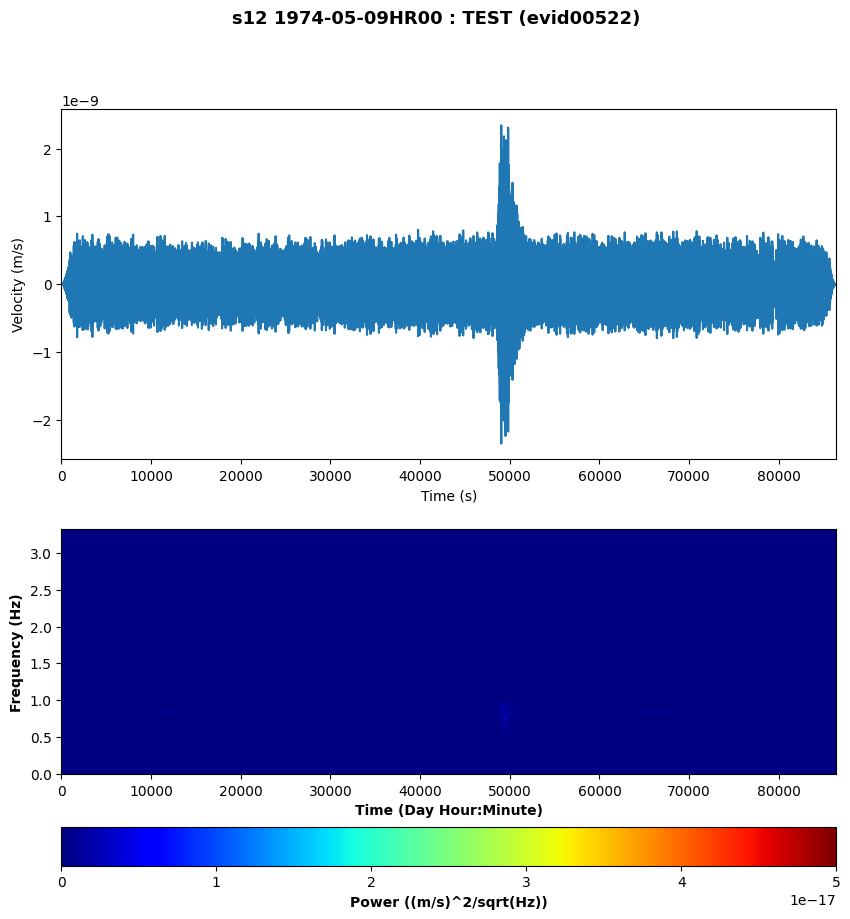 s12 1974-05-09HR00 : TEST (evid00522)
1e−9
2
1
0
−1
−2
Velocity (m/s)
0 10000 20000 30000 40000 50000 60000 70000 80000
Time (s)
3.0
2.5
2.0
1.5
1.0
0.5
0.0
Frequency (Hz)
0 10000 20000 30000 40000 50000 60000 70000 80000
Time (Day Hour:Minute)
0 1 2 3 4 5
1e−17
Power ((m/s)^2/sqrt(Hz))